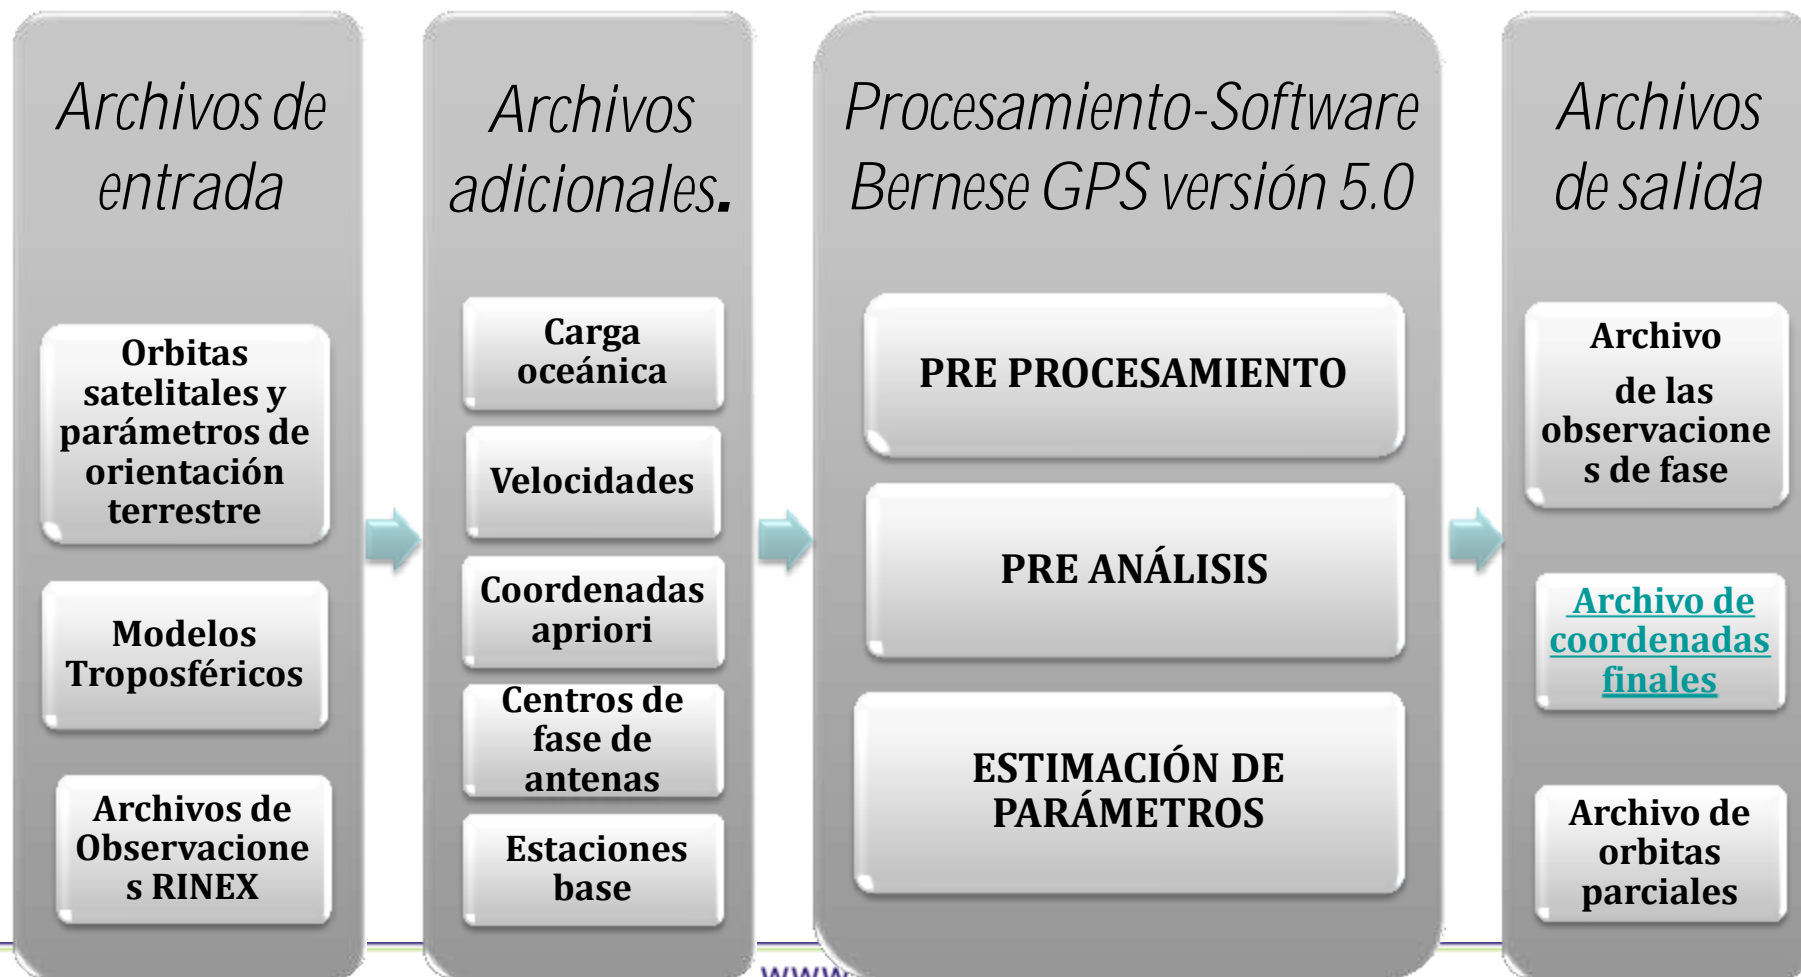 Archivos de
entrada
Orbitas
satelitales y
parámetros de
orientación
terrestre
Modelos
Troposféricos
Archivos de
Observacione
s RINEX
Archivos
adicionales.
Carga
oceánica
Velocidades
Coordenadas
apriori
Centros de
fase de
antenas
Estaciones
base
Procesamiento-Software
Bernese GPS versión 5.0
PRE PROCESAMIENTO
PRE ANÁLISIS
ESTIMACIÓN DE
PARÁMETROS
Archivos
de salida
Archivo
de las
observacione
s de fase
Archivo de
coordenadas
finales
Archivo de
orbitas
parciales